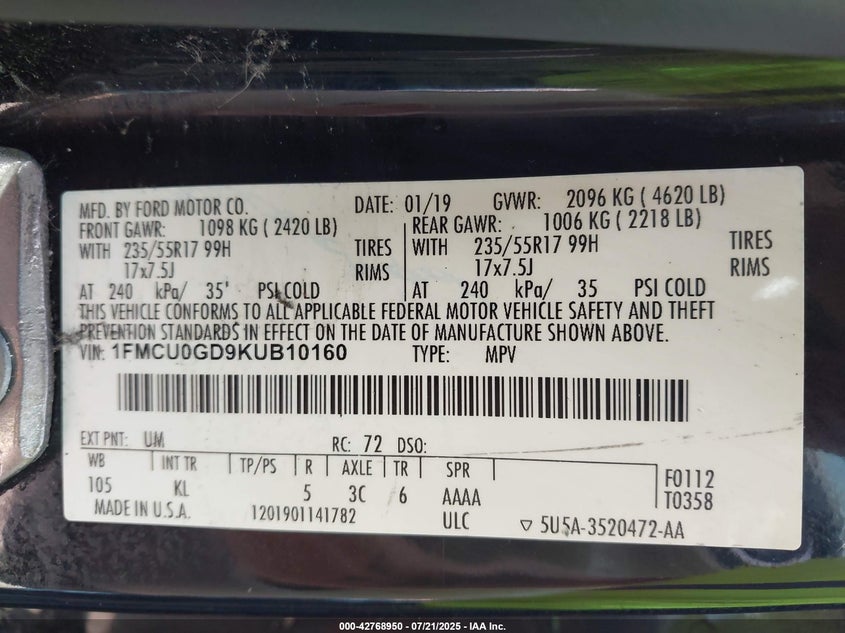 MFD. BY FORD MOTOR CO. DATE: 01/19 GVWR: 2096 KG ( 4620 LB)
FRONT GAWR: 1098 KG ( 2420 LB) REAR GAWR: 1006 KG ( 2218 LB)
WITH 235/55R17 99H TIRES WITH 235/55R17 99H TIRES
17x7.5J RIMS 17x7.5J RIMS
AT 240 kPa/ 35' PSI COLD AT 240 kPa/ 35 PSI COLD
THIS VEHICLE CONFORMS TO ALL APPLICABLE FEDERAL MOTOR VEHICLE SAFETY AND THEFT
PREVENTION STANDARDS IN EFFECT ON THE DATE OF MANUFACTURE SHOWN ABOVE.
VIN: 1FMCU0GD9KUB10160 TYPE: MPV
EXT PNT: UM RC: 72 DSO:
WB INT TR TP/PS R AXLE TR SPR F0112
105 KL 5 3C 6 AAAA T0358
MADE IN U.S.A. 1201901141782 ULC ▽ 5U5A-3520472-AA
000-42768950 - 07/21/2025 - IAA Inc.